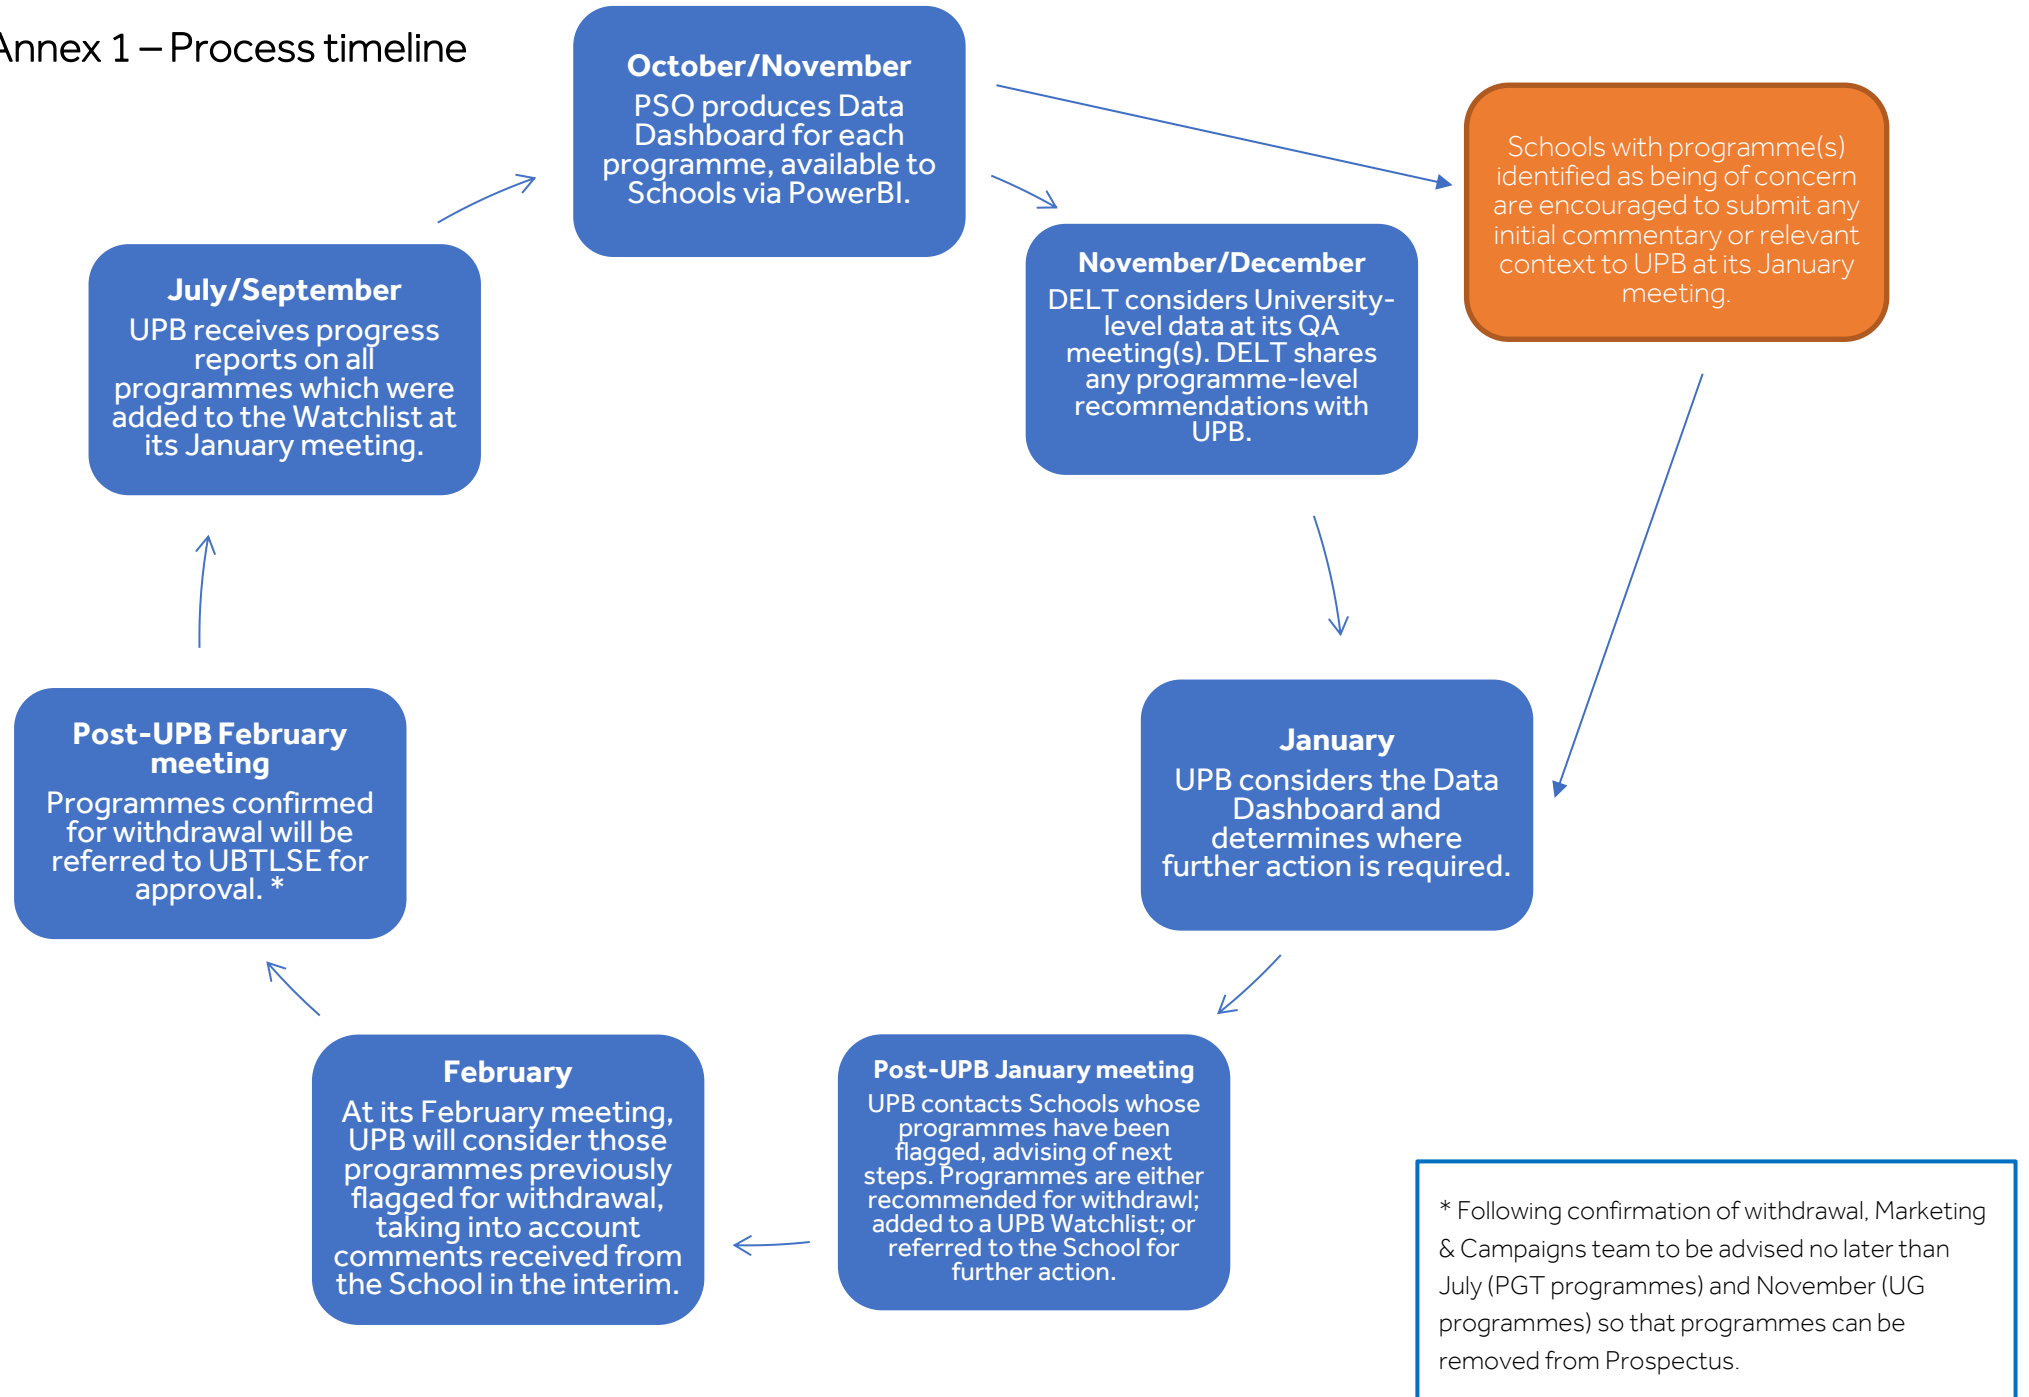 Annex 1 – Process timeline
October/November
PSO produces Data
Dashboard for each
programme, available to
Schools via PowerBI.
Schools with programme(s)
identified as being of concern
are encouraged to submit any
initial commentary or relevant
context to UPB at its January
meeting.
November/December
DELT considers University-
level data at its QA
meeting(s). DELT shares
any programme-level
recommendations with
UPB.
January
UPB considers the Data
Dashboard and
determines where
further action is required.
Post-UPB January meeting
UPB contacts Schools whose
programmes have been
flagged, advising of next
steps. Programmes are either
recommended for withdrawl;
added to a UPB Watchlist; or
referred to the School for
further action.
February
At its February meeting,
UPB will consider those
programmes previously
flagged for withdrawal,
taking into account
comments received from
the School in the interim.
Post-UPB February
meeting
Programmes confirmed
for withdrawal will be
referred to UBTLSE for
approval. *
July/September
UPB receives progress
reports on all
programmes which were
added to the Watchlist at
its January meeting.
* Following confirmation of withdrawal, Marketing
& Campaigns team to be advised no later than
July (PGT programmes) and November (UG
programmes) so that programmes can be
removed from Prospectus.